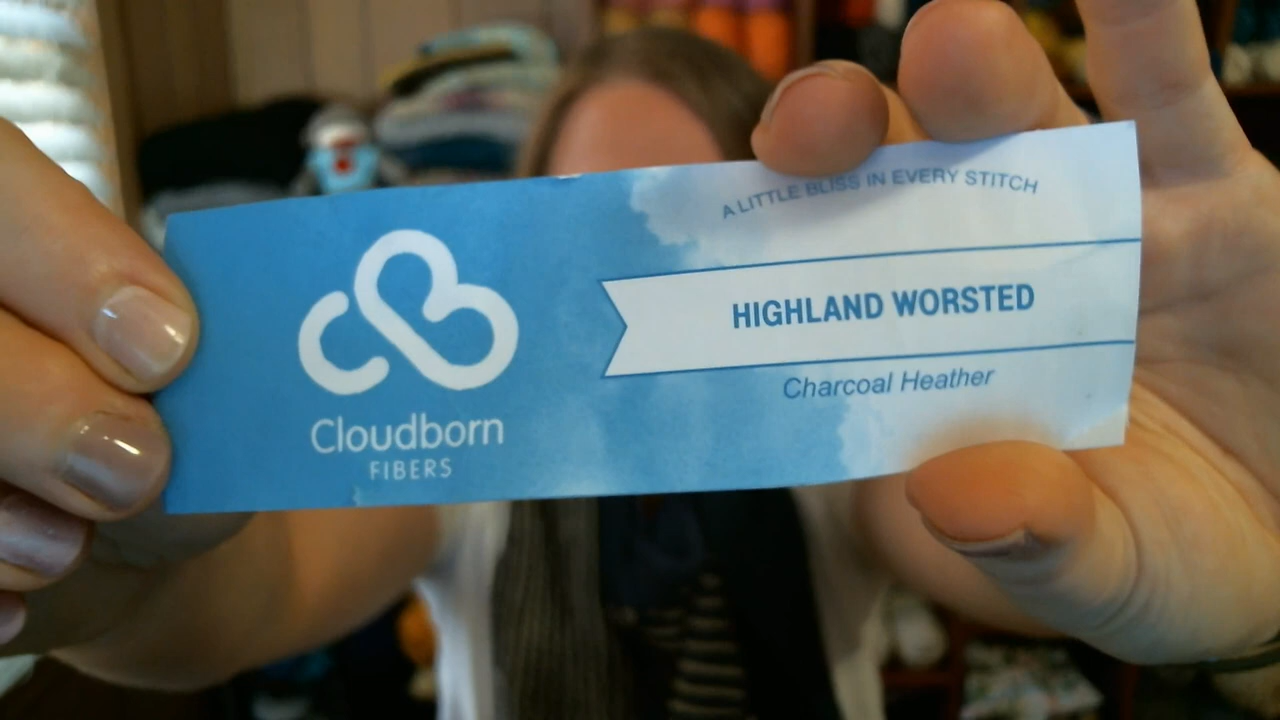 Cloudborn
FIBERS
A LITTLE BLISS IN EVERY STITCH
HIGHLAND WORSTED
Charcoal Heather